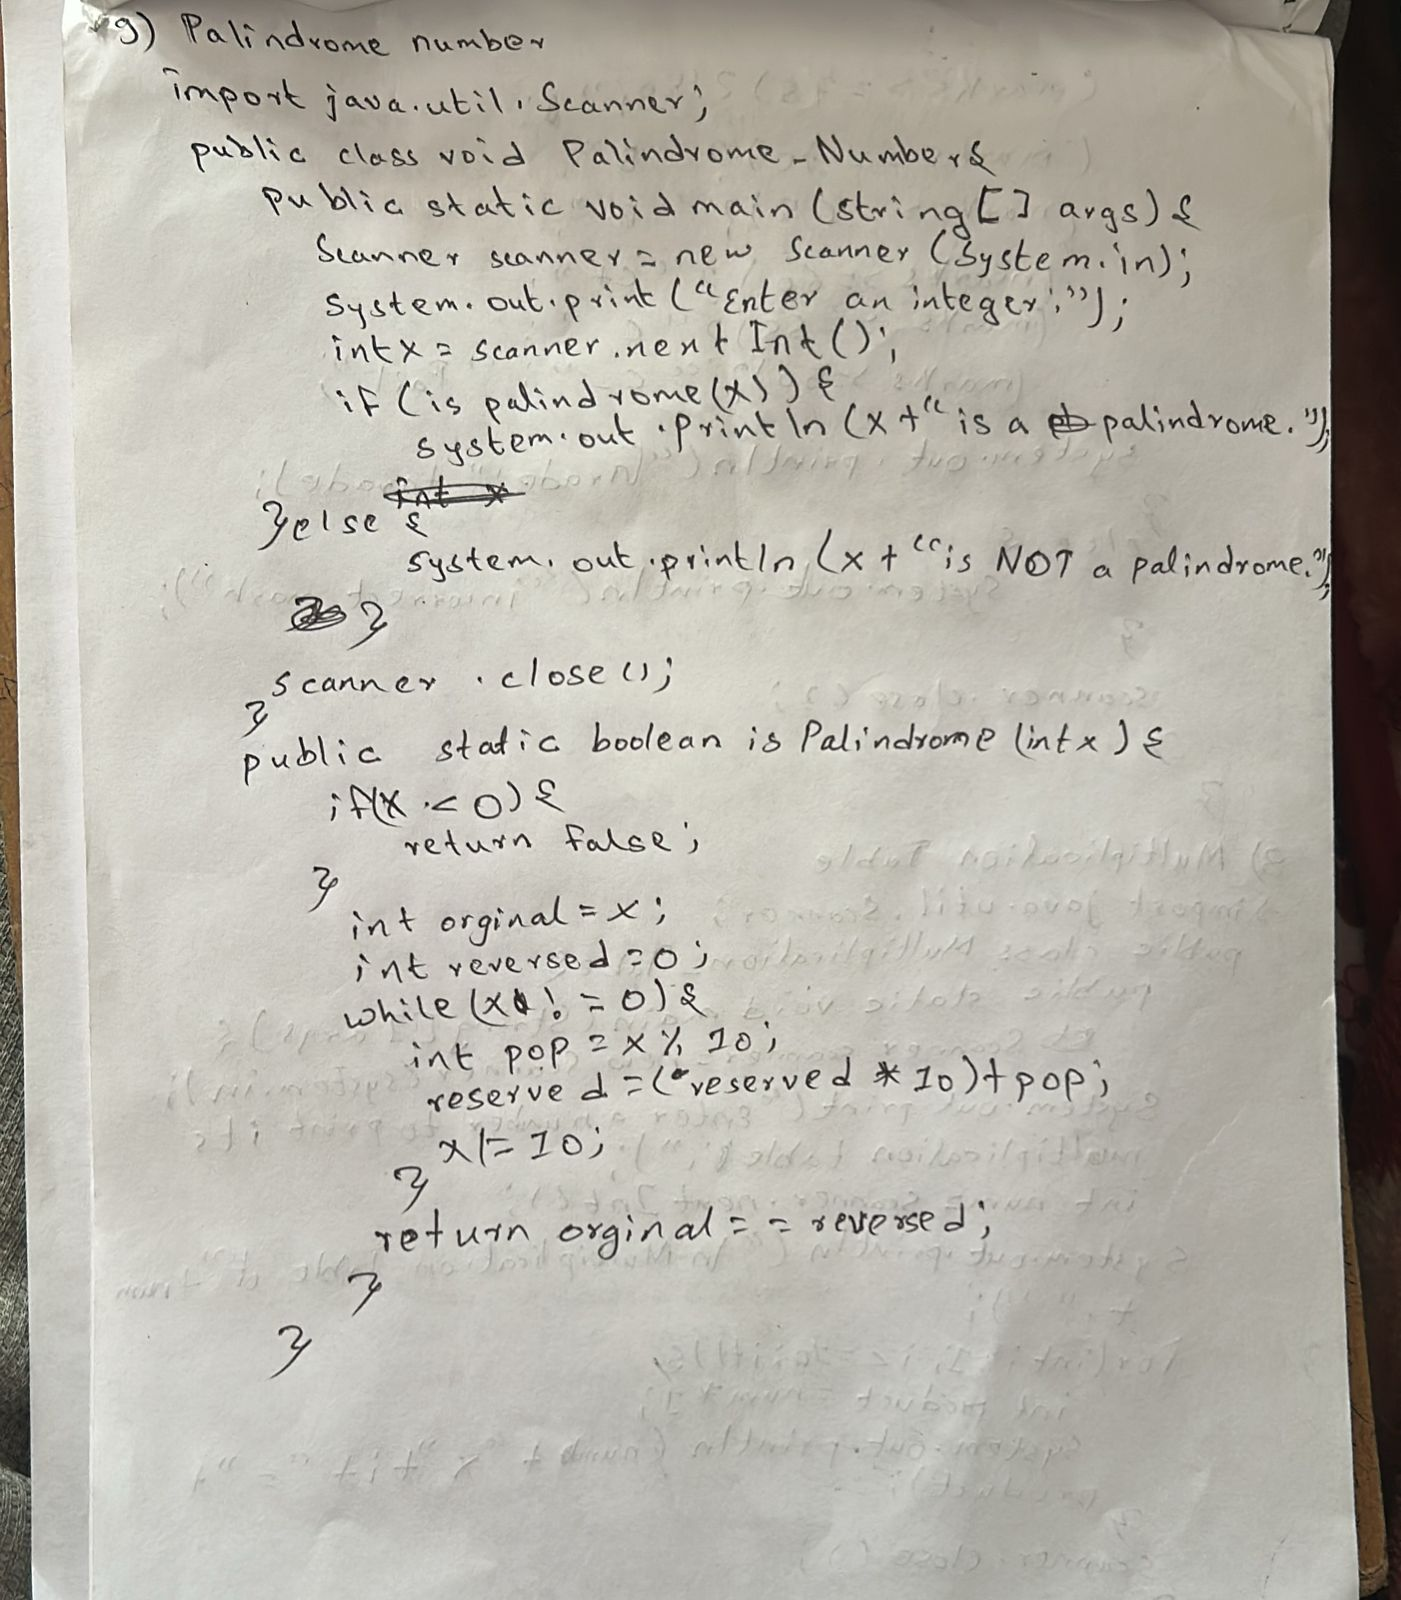 9) Palindrome number
import java.util.Scanner;
public class void Palindrome_Number{
public static void main (string [] args) {
Scanner scanner = new Scanner (System.in);
system.out.print ("Enter an integer:");
int x = scanner.next Int ();
if (is palindrome (x)) {
system.out.println (x + " is a palindrome.");
int x
}else {
system.out.println (x + "is NOT a palindrome.");
}
scanner.close ();
}
public static boolean is Palindrome (int x) {
if(x < 0) {
return false;
}
int orginal = x;
int reversed = 0;
while (x != 0) {
int pop = x % 10;
reserved = (reserved * 10) + pop;
x /= 10;
}
return orginal == reversed;
}
}